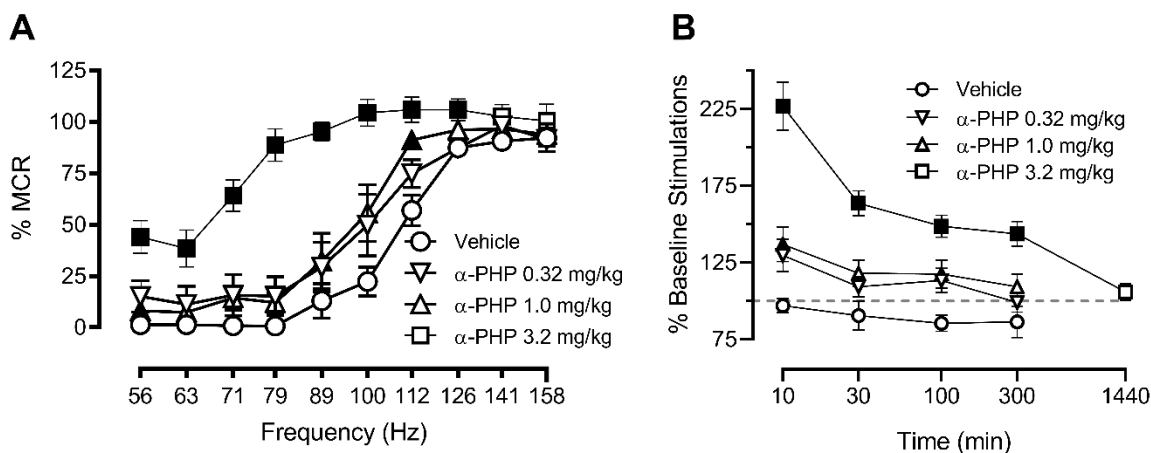 A
125
100
75
50
25
0
% MCR
Vehicle
α-PHP 0.32 mg/kg
α-PHP 1.0 mg/kg
α-PHP 3.2 mg/kg
56 63 71 79 89 100 112 126 141 158
Frequency (Hz)
B
225
175
125
75
% Baseline Stimulations
Vehicle
α-PHP 0.32 mg/kg
α-PHP 1.0 mg/kg
α-PHP 3.2 mg/kg
10 30 100 300 1440
Time (min)